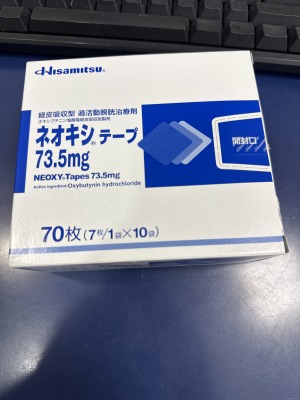 Hisamitsu®
経皮吸収型 過活動膀胱治療剤
オキシブチニン塩酸塩経皮吸収型製剤
ネオキシ®テープ
73.5mg
NEOXY®Tapes 73.5mg
Active ingredient:Oxybutynin hydrochloride
開封口
70枚(7枚/1袋×10袋)